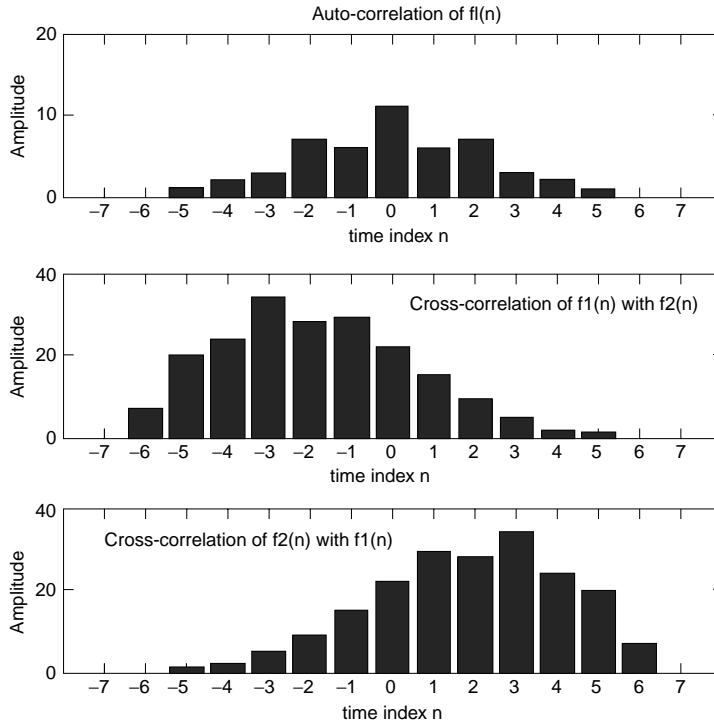 Auto-correlation of fl(n)
20
10
0
Amplitude
–7 –6 –5 –4 –3 –2 –1 0 1 2 3 4 5 6 7
time index n
40
20
0
Amplitude
Cross-correlation of f1(n) with f2(n)
–7 –6 –5 –4 –3 –2 –1 0 1 2 3 4 5 6 7
time index n
40
20
0
Amplitude
Cross-correlation of f2(n) with f1(n)
–7 –6 –5 –4 –3 –2 –1 0 1 2 3 4 5 6 7
time index n